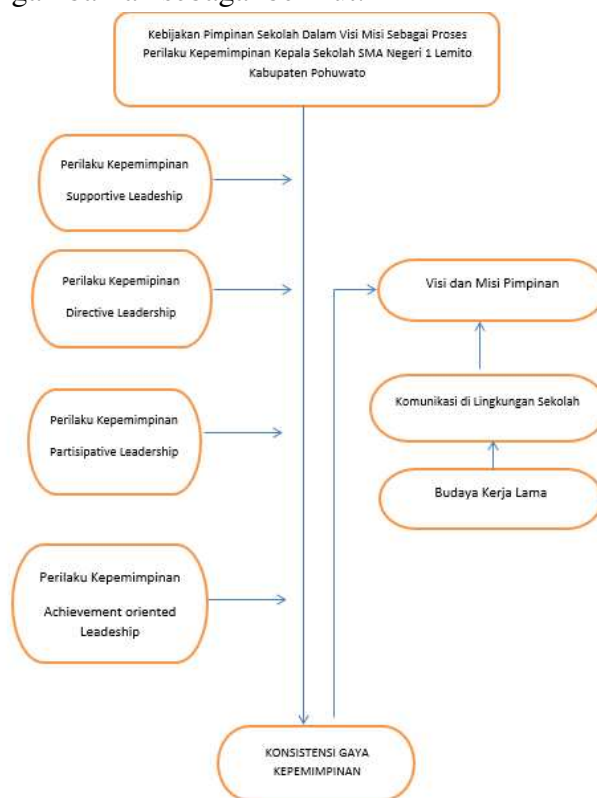 Kebijakan Pimpinan Sekolah Dalam Visi Misi Sebagai Proses
Perilaku Kepemimpinan Kepala Sekolah SMA Negeri 1 Lemito
Kabupaten Pohuwato
Perilaku Kepemimpinan
Supportive Leadeship
Perilaku Kepemipinan
Directive Leadership
Visi dan Misi Pimpinan
Komunikasi di Lingkungan Sekolah
Perilaku Kepemimpinan
Partisipative Leadership
Budaya Kerja Lama
Perilaku Kepemimpinan
Achievement oriented
Leadeship
KONSISTENSI GAYA
KEPEMIMPINAN